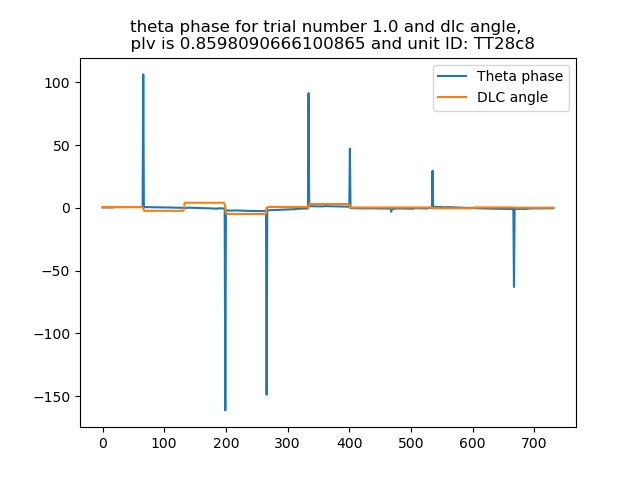 theta phase for trial number 1.0 and dlc angle,
plv is 0.8598090666100865 and unit ID: TT28c8
Theta phase
DLC angle
100
50
0
−50
−100
−150
0 100 200 300 400 500 600 700